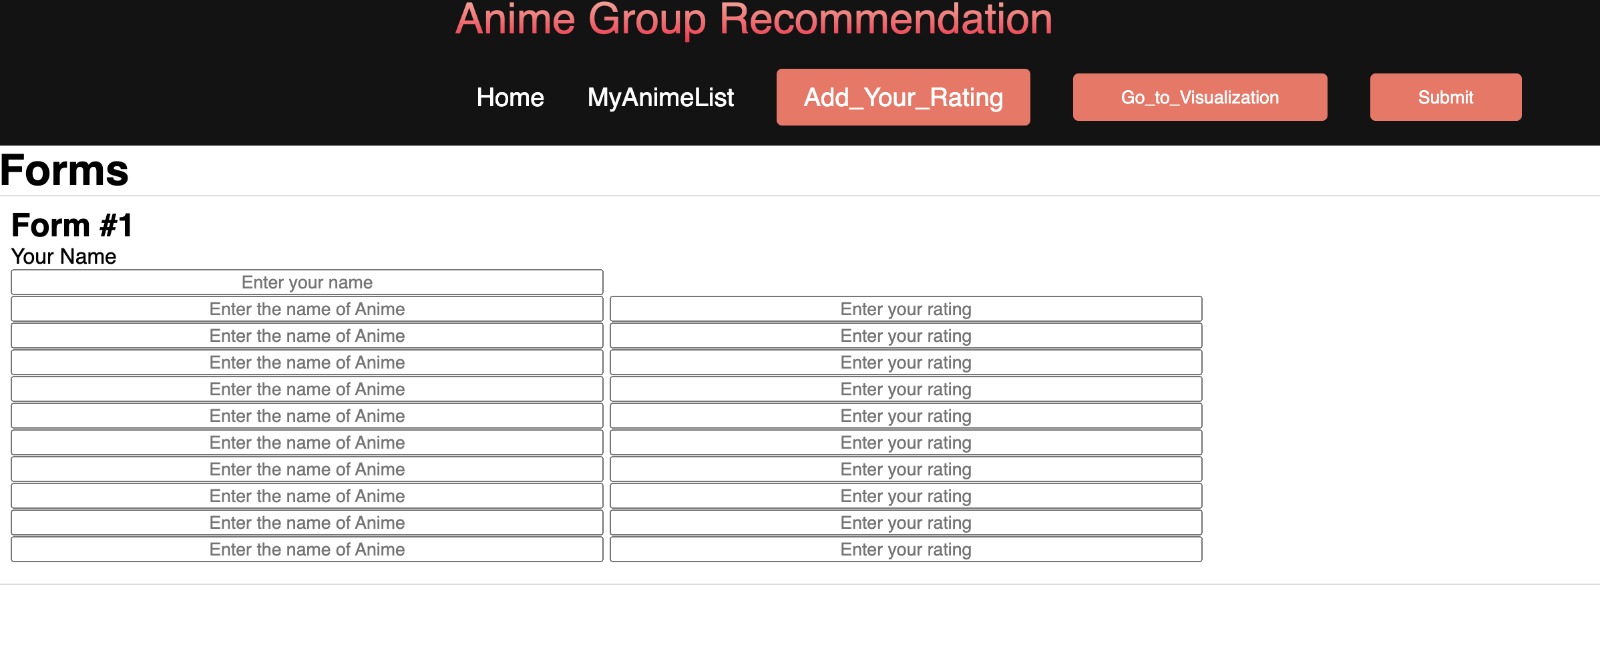 Anime Group Recommendation
Home MyAnimeList Add_Your_Rating Go_to_Visualization Submit
Forms
Form #1
Your Name
Enter your name
Enter the name of Anime Enter your rating
Enter the name of Anime Enter your rating
Enter the name of Anime Enter your rating
Enter the name of Anime Enter your rating
Enter the name of Anime Enter your rating
Enter the name of Anime Enter your rating
Enter the name of Anime Enter your rating
Enter the name of Anime Enter your rating
Enter the name of Anime Enter your rating
Enter the name of Anime Enter your rating